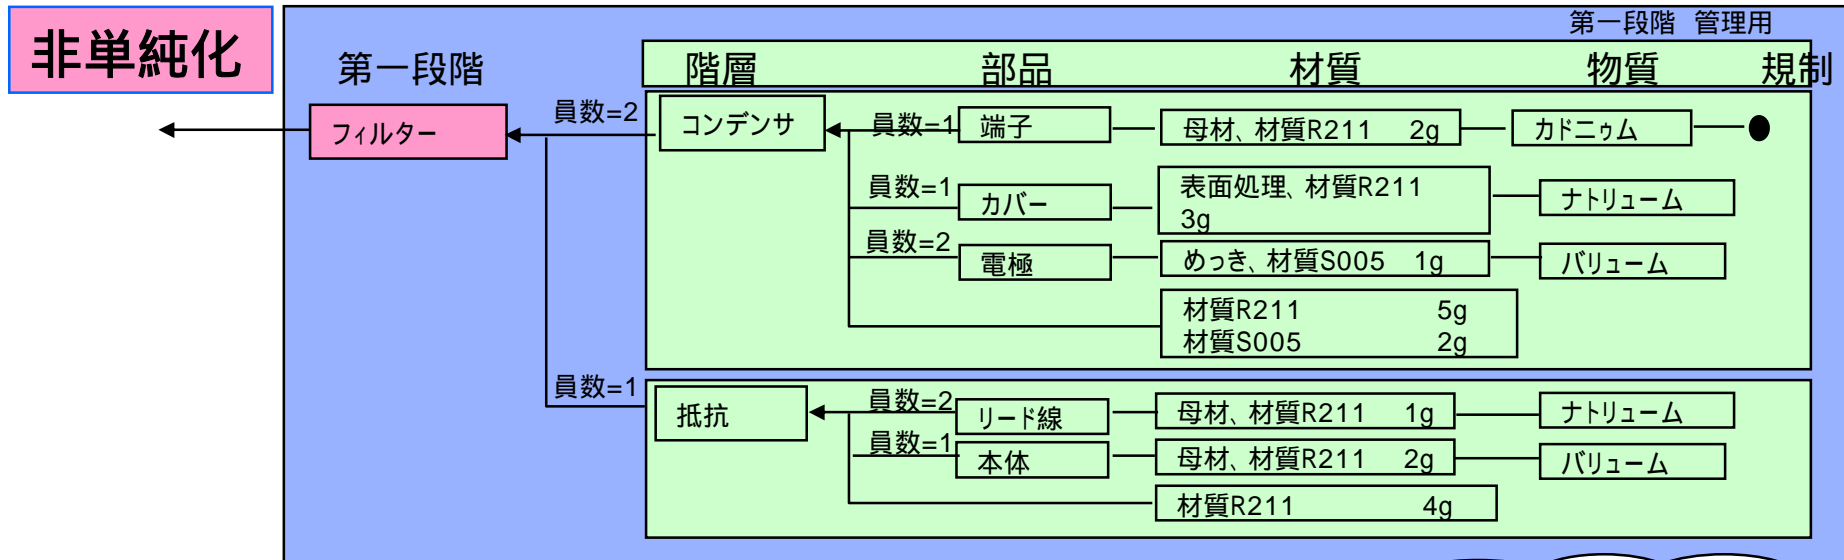 第一段階 管理用
非単純化
第一段階 階層 部品 材質 物質 規制
フィルター 員数=2 コンデンサ 員数=1 端子 母材、材質R211 2g カドニゥム
員数=1 カバー 表面処理、材質R211 ナトリューム
3g
員数=2 電極 めっき、材質S005 1g バリューム
材質R211 5g
材質S005 2g
員数=1 抵抗 員数=2 リード線 母材、材質R211 1g ナトリューム
員数=1 本体 母材、材質R211 2g バリューム
材質R211 4g